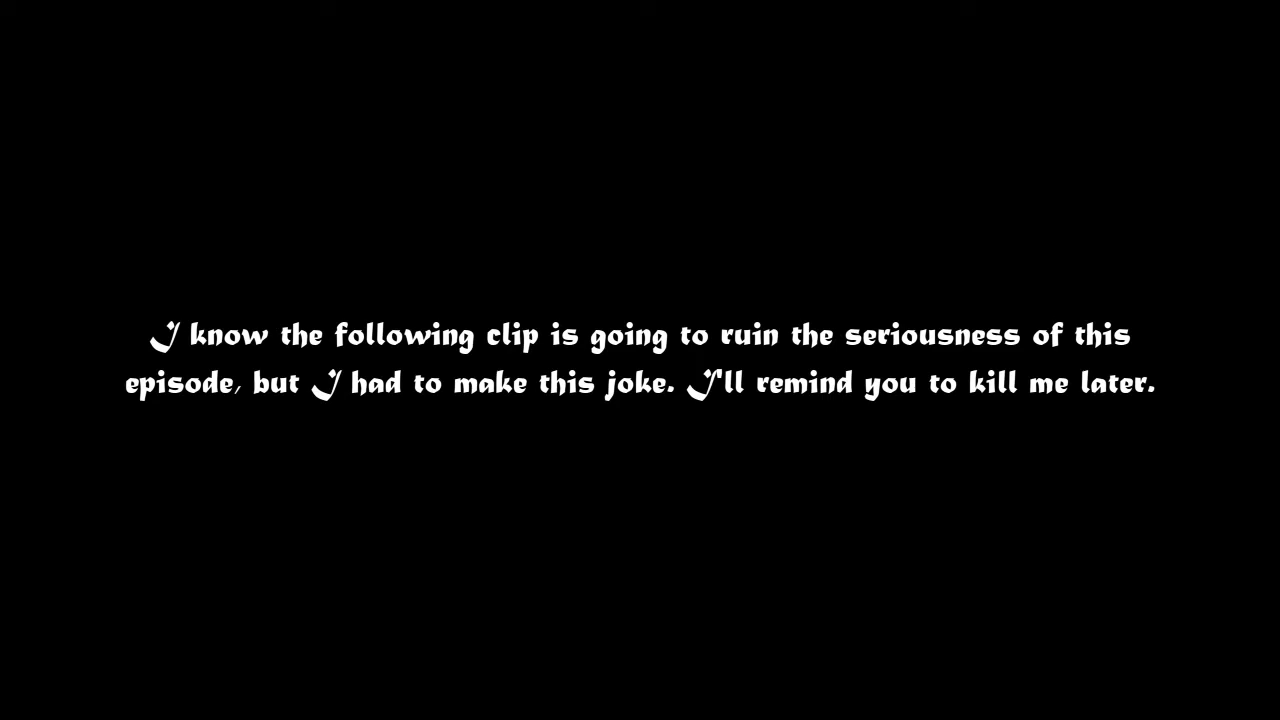 I know the following clip is going to ruin the seriousness of this
episode, but I had to make this joke. I'll remind you to kill me later.